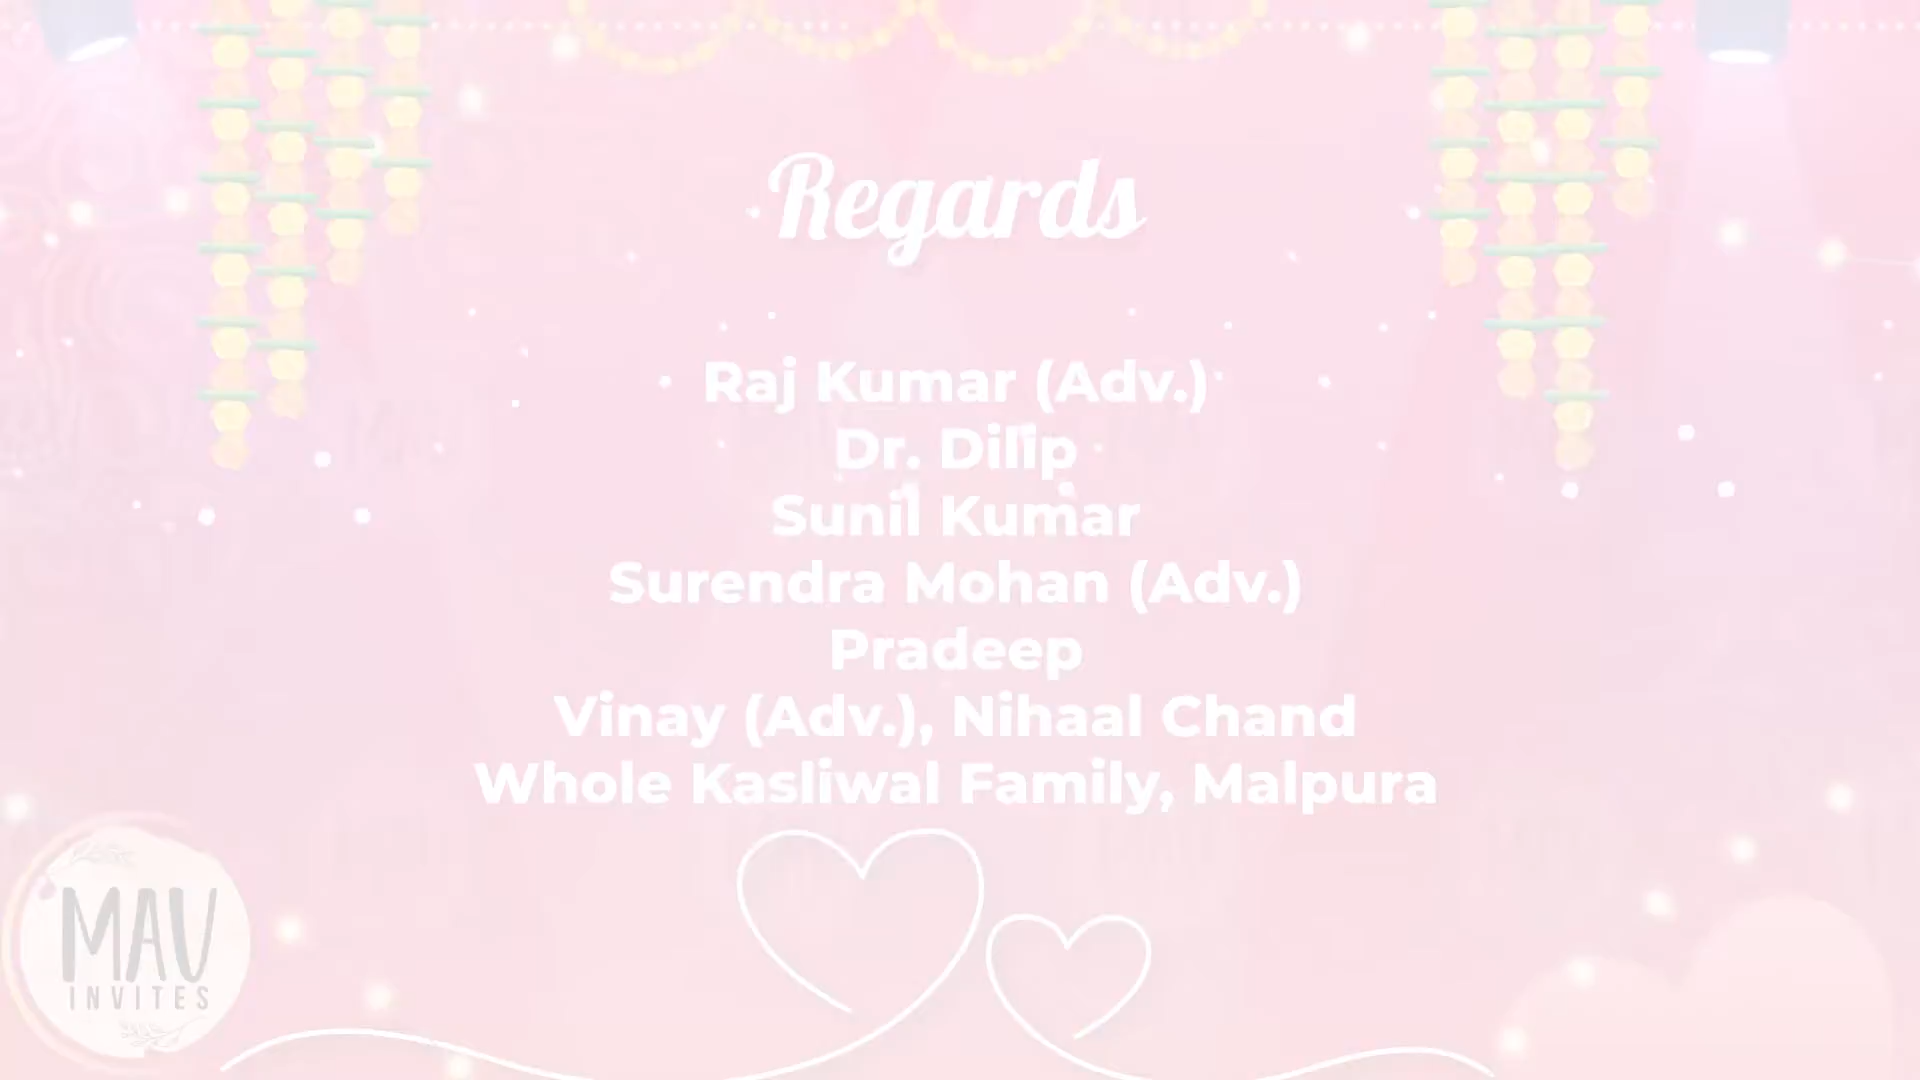 Regards
Raj Kumar (Adv.)
Dr. Dilip
Sunil Kumar
Surendra Mohan (Adv.)
Pradeep
Vinay (Adv.), Nihaal Chand
Whole Kasliwal Family, Malpura
MAV
INVITES